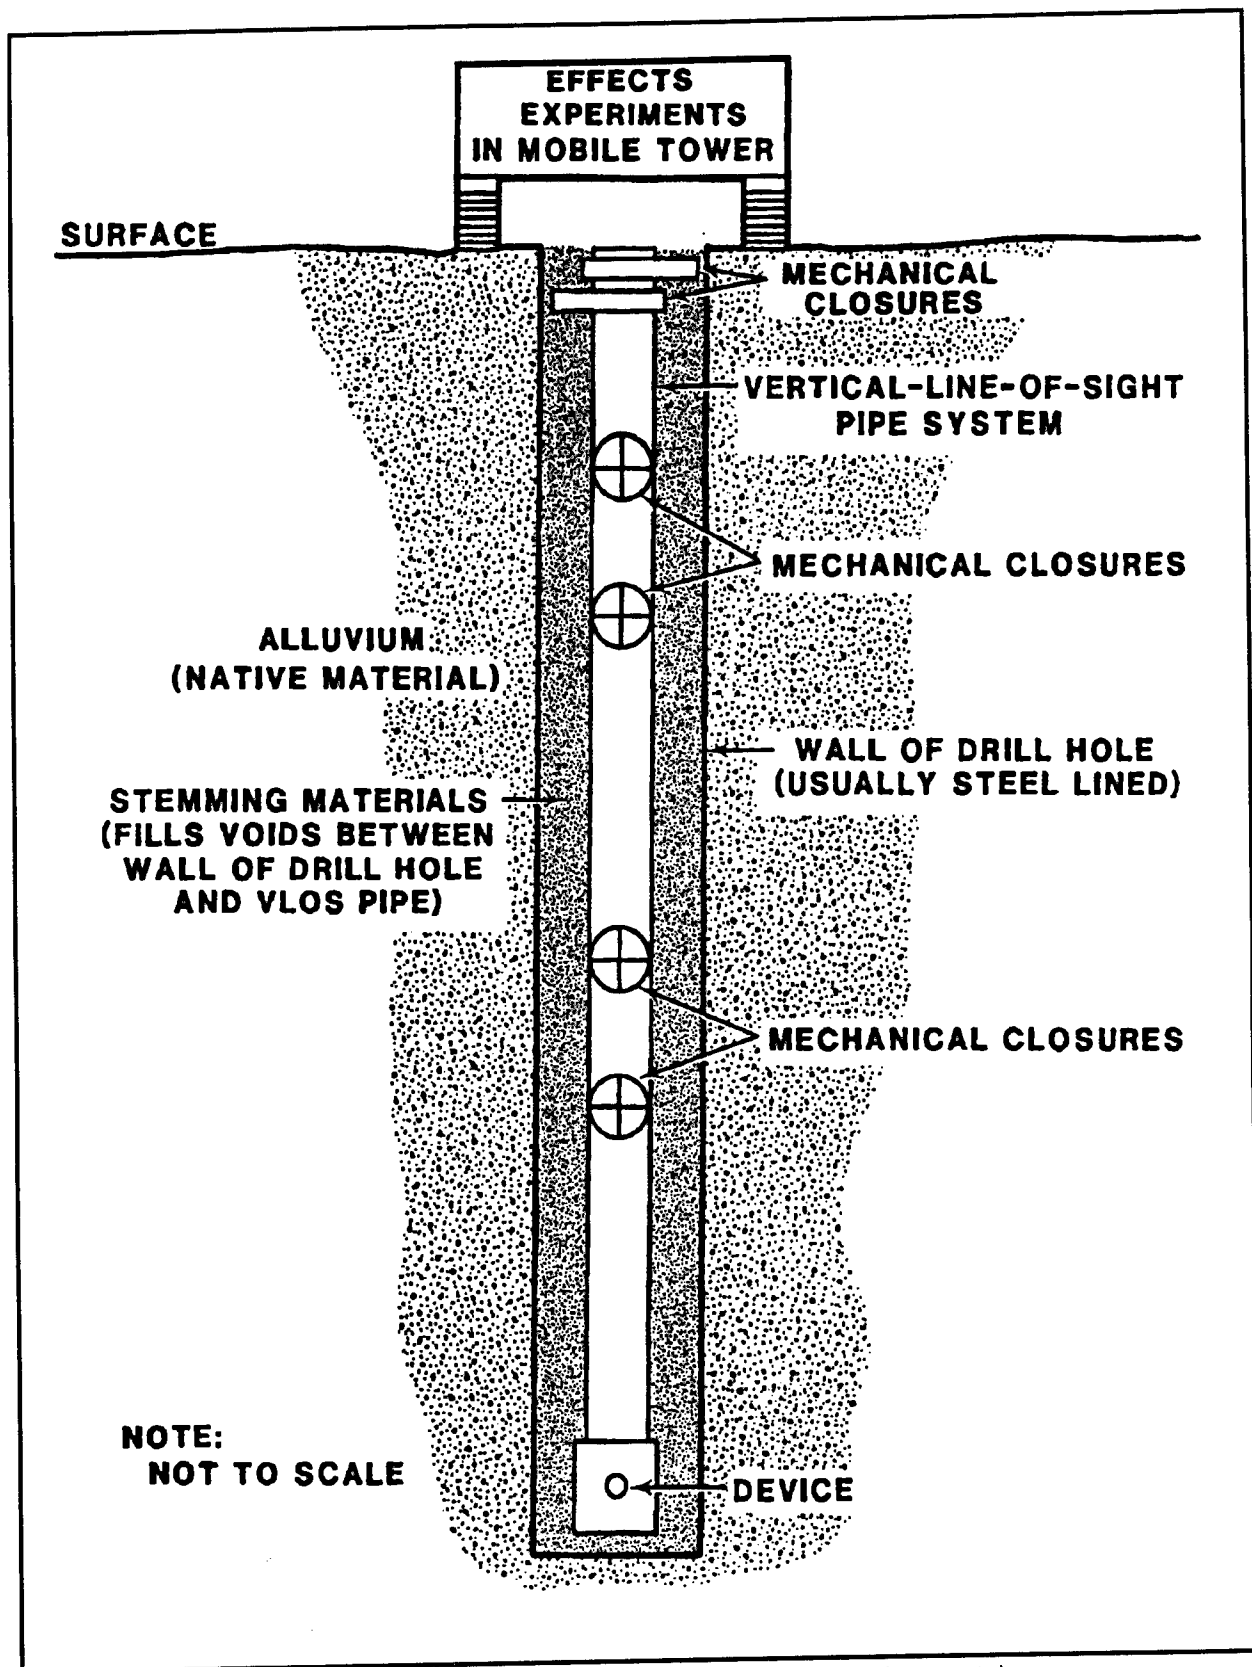 EFFECTS
EXPERIMENTS
IN MOBILE TOWER
SURFACE
MECHANICAL
CLOSURES
VERTICAL-LINE-OF-SIGHT
PIPE SYSTEM
MECHANICAL CLOSURES
ALLUVIUM
(NATIVE MATERIAL)
WALL OF DRILL HOLE
(USUALLY STEEL LINED)
STEMMING MATERIALS
(FILLS VOIDS BETWEEN
WALL OF DRILL HOLE
AND VLOS PIPE)
MECHANICAL CLOSURES
NOTE:
NOT TO SCALE
DEVICE